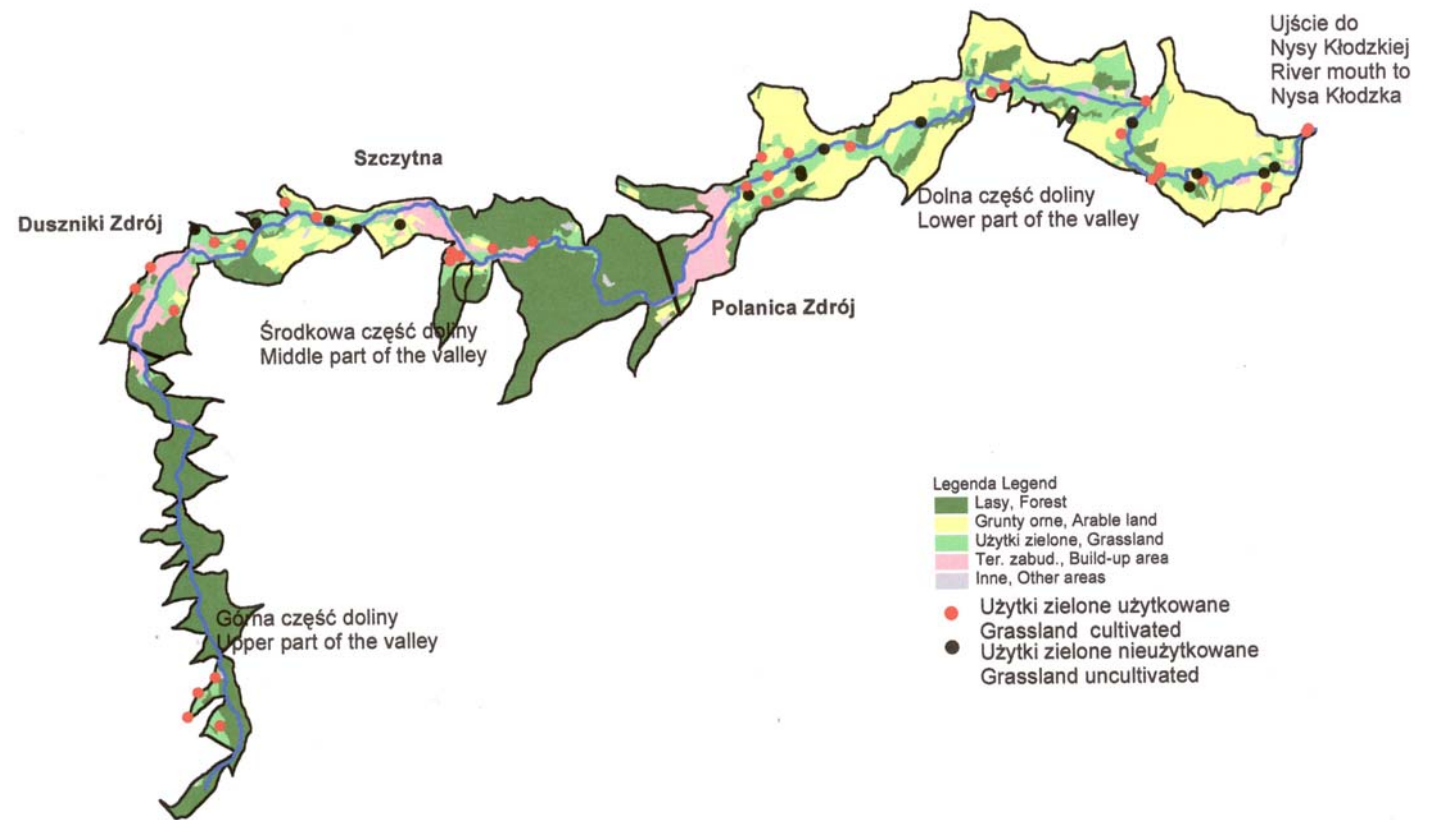 Ujście do
Nysy Kłodzkiej
River mouth to
Nysa Kłodzka
Szczytna
Duszniki Zdrój
Dolna część doliny
Lower part of the valley
Polanica Zdrój
Środkowa część doliny
Middle part of the valley
Górna część doliny
Upper part of the valley
Legenda Legend
Lasy, Forest
Grunty orne, Arable land
Użytki zielone, Grassland
Ter. zabud., Build-up area
Inne, Other areas
Użytki zielone użytkowane
Grassland cultivated
Użytki zielone nieużytkowane
Grassland uncultivated